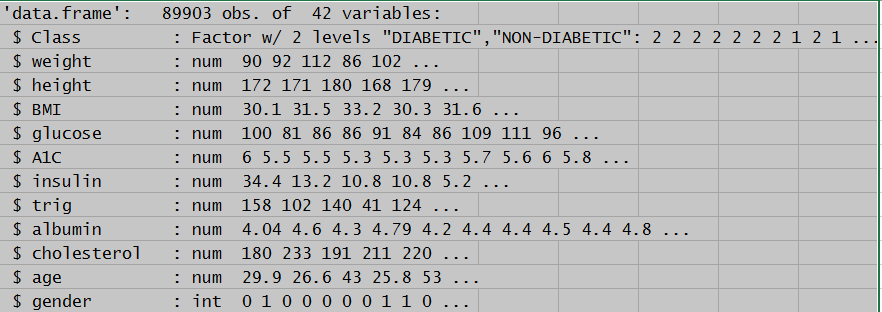 'data.frame': 89903 obs. of 42 variables:
$ Class : Factor w/ 2 levels "DIABETIC","NON-DIABETIC": 2 2 2 2 2 2 2 1 2 1 ...
$ weight : num 90 92 112 86 102 ...
$ height : num 172 171 180 168 179 ...
$ BMI : num 30.1 31.5 33.2 30.3 31.6 ...
$ glucose : num 100 81 86 86 91 84 86 109 111 96 ...
$ A1C : num 6 5.5 5.5 5.3 5.3 5.3 5.7 5.6 6 5.8 ...
$ insulin : num 34.4 13.2 10.8 10.8 5.2 ...
$ trig : num 158 102 140 41 124 ...
$ albumin : num 4.04 4.6 4.3 4.79 4.2 4.4 4.4 4.5 4.4 4.8 ...
$ cholesterol : num 180 233 191 211 220 ...
$ age : num 29.9 26.6 43 25.8 53 ...
$ gender : int 0 1 0 0 0 0 0 1 1 0 ...